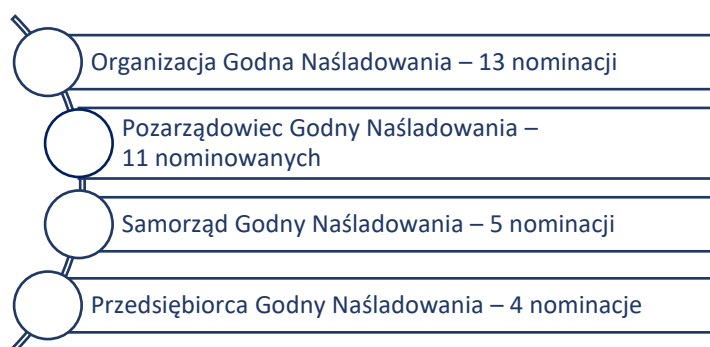 Organizacja Godna Naśladowania – 13 nominacji
Pozarządowiec Godny Naśladowania –
11 nominowanych
Samorząd Godny Naśladowania – 5 nominacji
Przedsiębiorca Godny Naśladowania – 4 nominacje